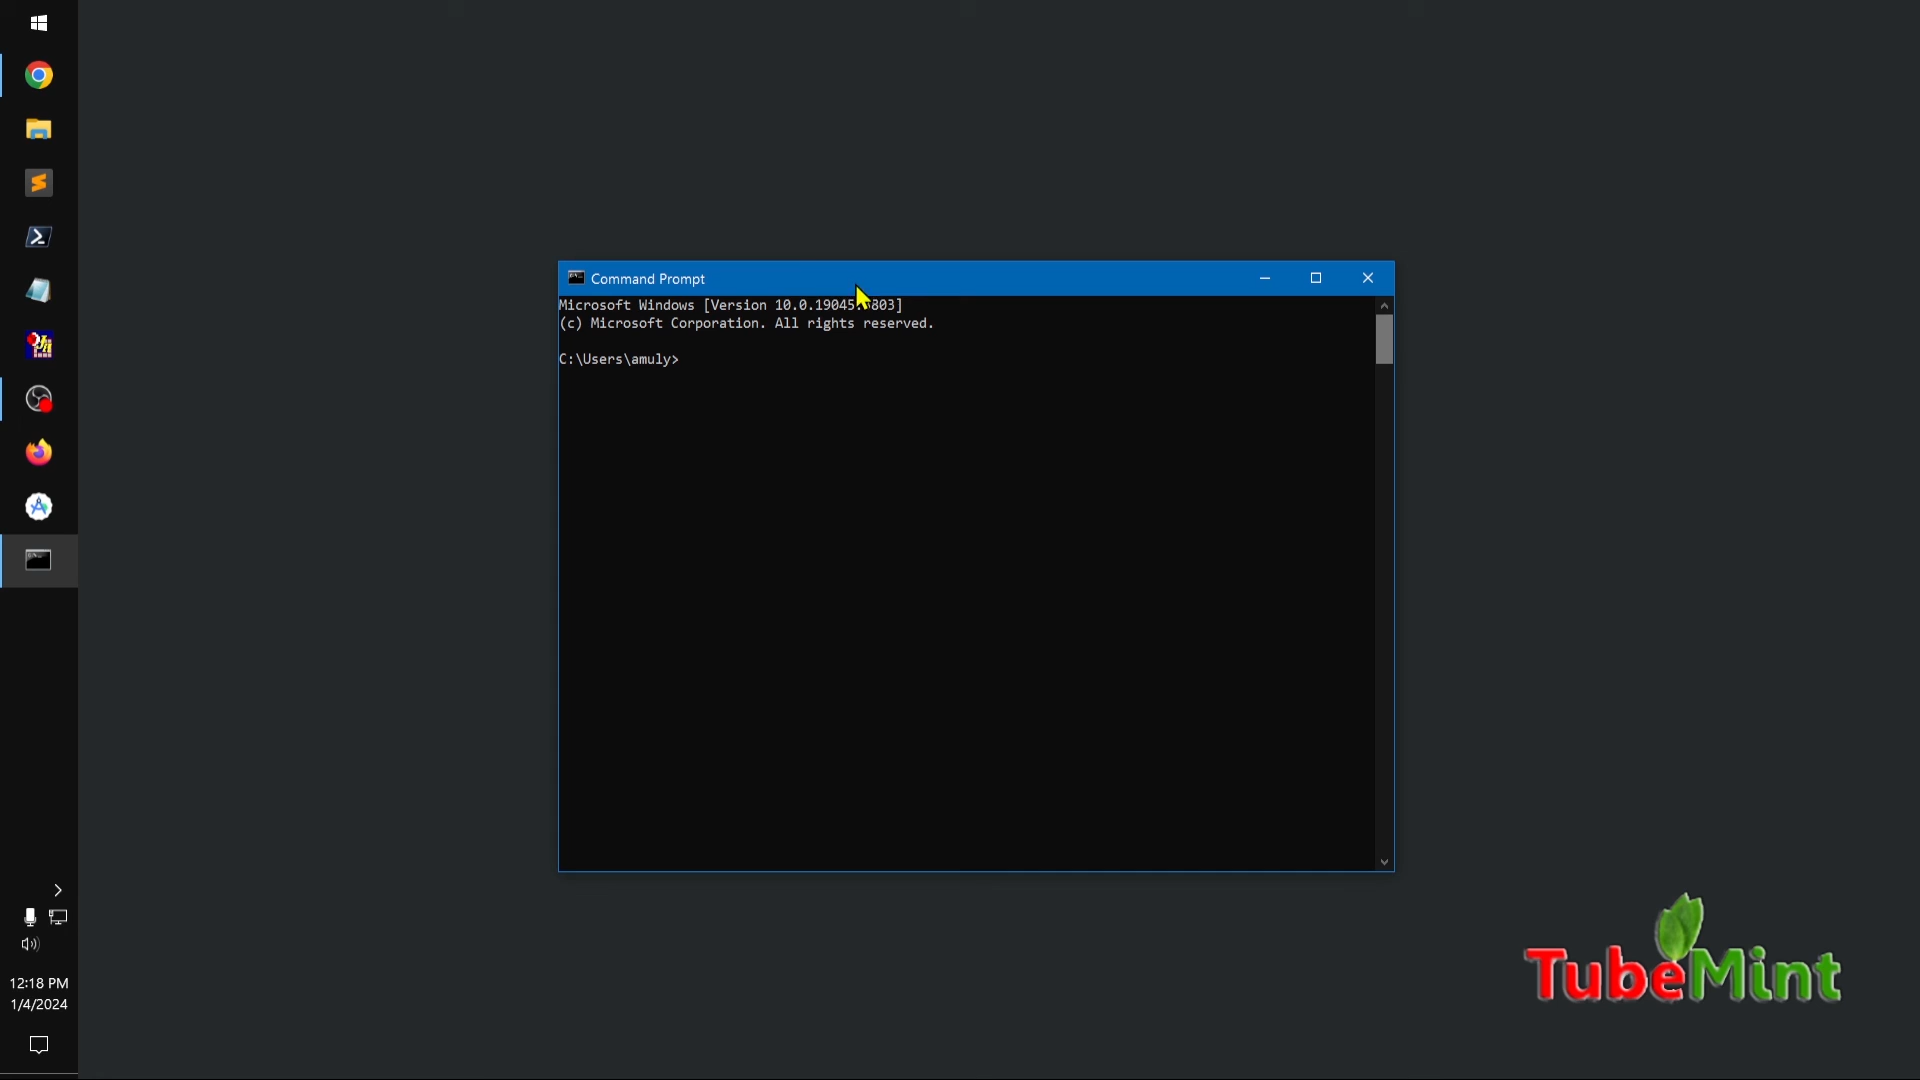 Command Prompt
Microsoft Windows [Version 10.0.19045.3803]
(c) Microsoft Corporation. All rights reserved.
C:\Users\amuly>
12:18 PM
1/4/2024
TubeMint